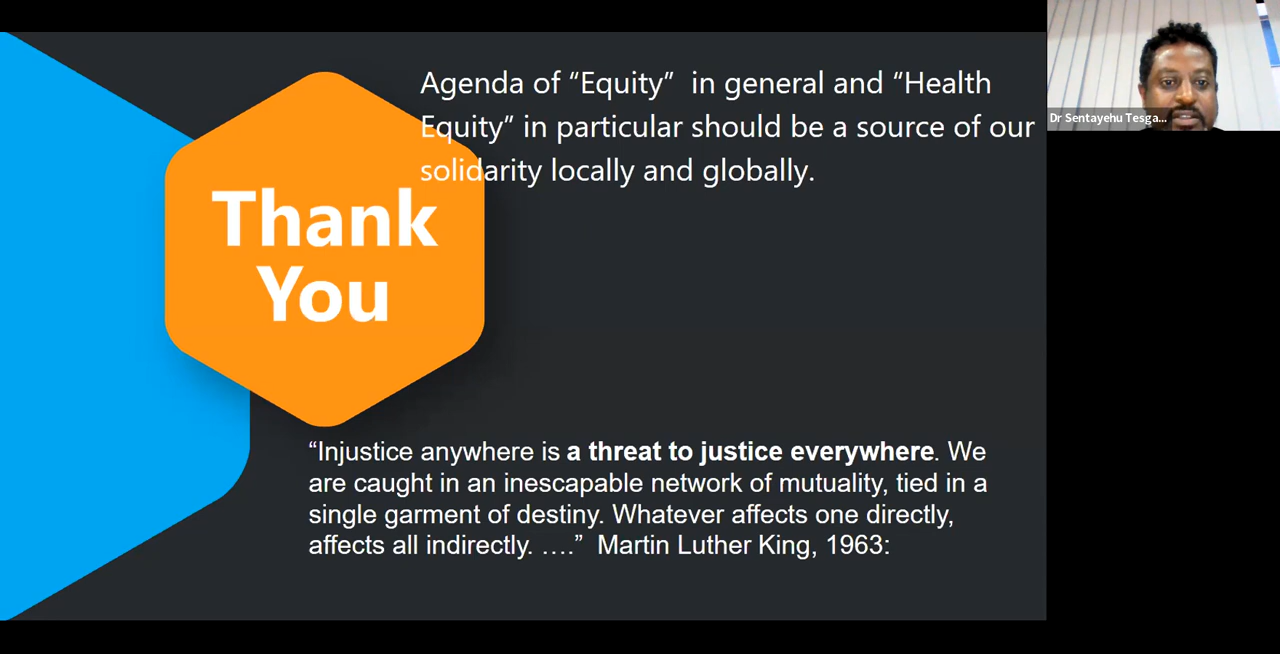 Agenda of “Equity”  in general and “Health
Equity” in particular should be a source of our
solidarity locally and globally.
Thank
You
“Injustice anywhere is a threat to justice everywhere. We
are caught in an inescapable network of mutuality, tied in a
single garment of destiny. Whatever affects one directly,
affects all indirectly. ….”  Martin Luther King, 1963:
Dr Sentayehu Tesga...